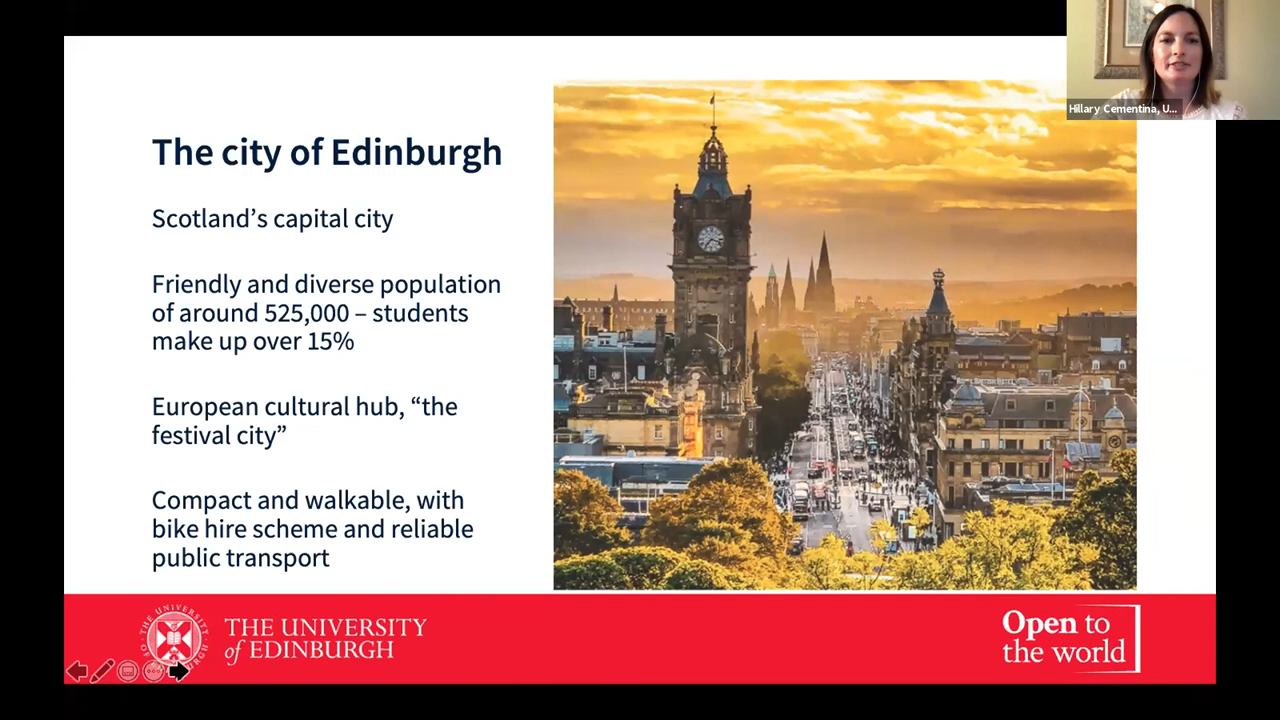 Hillary Cementina, U...
The city of Edinburgh
Scotland’s capital city
Friendly and diverse population
of around 525,000 – students
make up over 15%
European cultural hub, “the
festival city”
Compact and walkable, with
bike hire scheme and reliable
public transport
THE UNIVERSITY
of EDINBURGH
Open to
the world